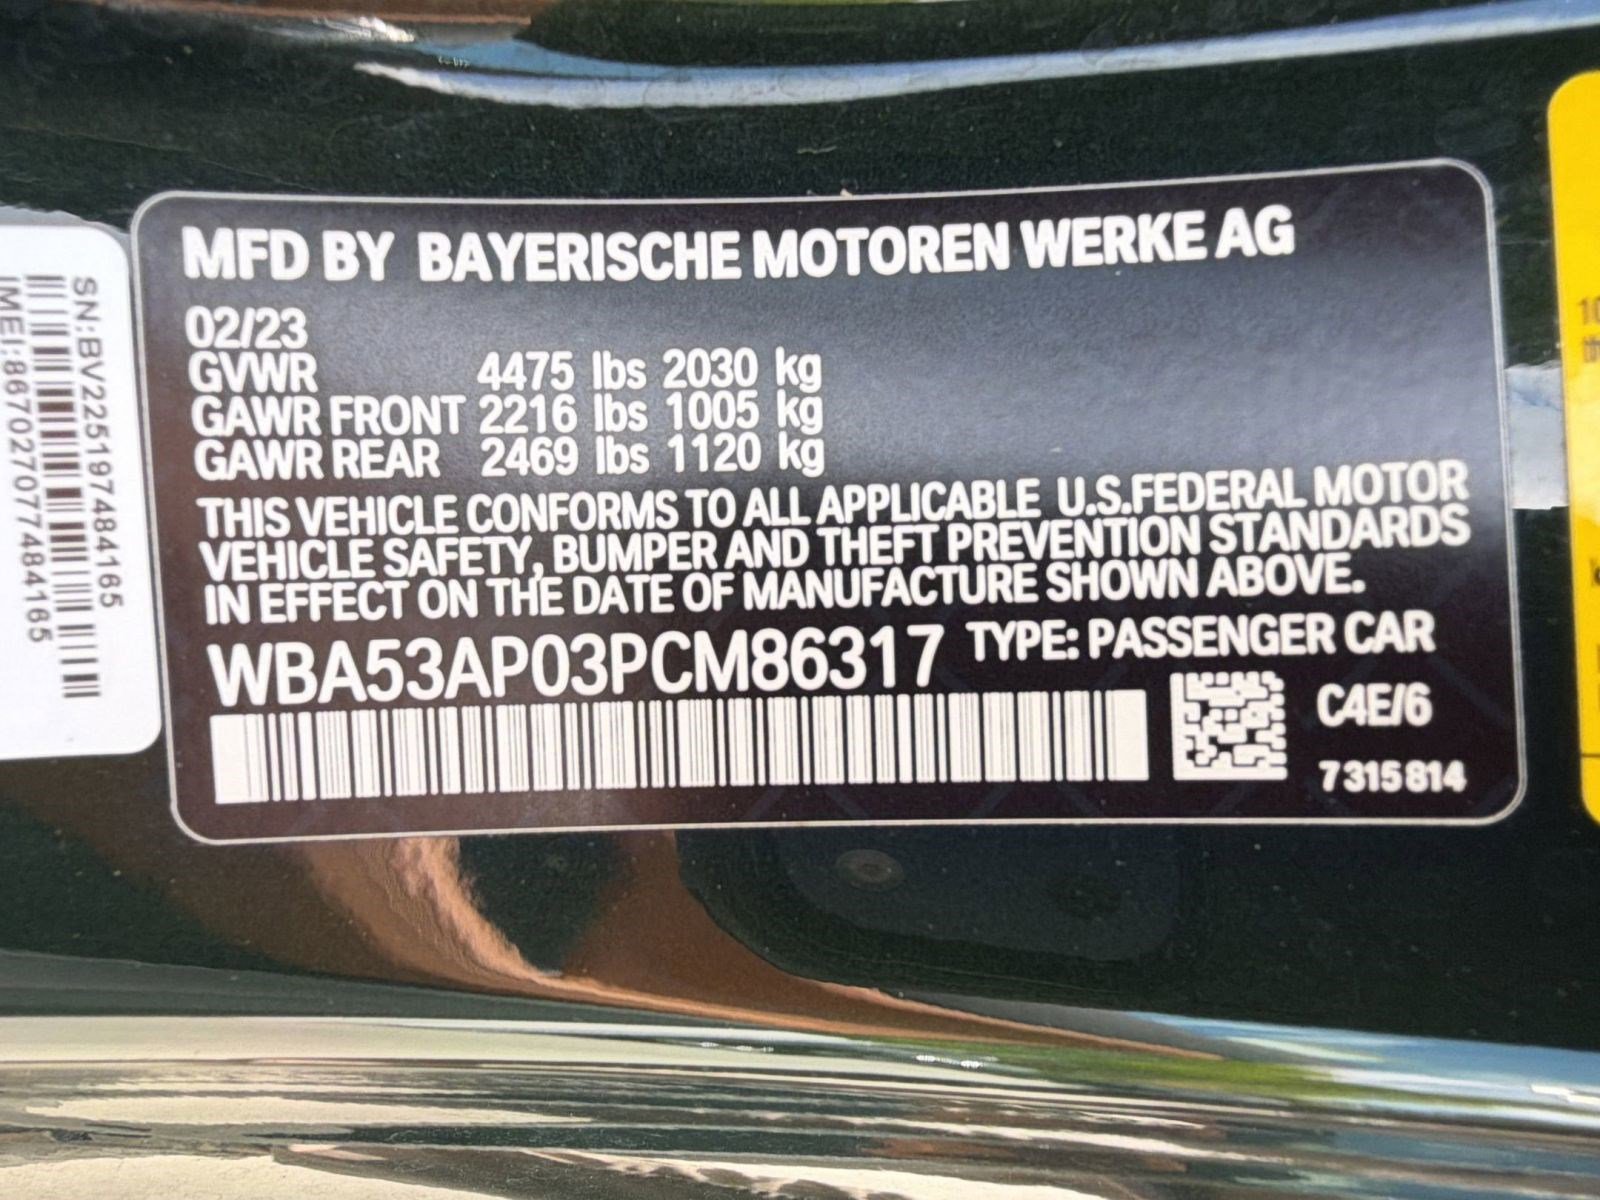 MFD BY BAYERISCHE MOTOREN WERKE AG
02/23
GVWR 4475 lbs 2030 kg
GAWR FRONT 2216 lbs 1005 kg
GAWR REAR 2469 lbs 1120 kg
THIS VEHICLE CONFORMS TO ALL APPLICABLE U.S.FEDERAL MOTOR
VEHICLE SAFETY, BUMPER AND THEFT PREVENTION STANDARDS
IN EFFECT ON THE DATE OF MANUFACTURE SHOWN ABOVE.
WBA53AP03PCM86317 TYPE: PASSENGER CAR
C4E/6
7315814
SN:BV225197484165
IMEI:867027077484165
10